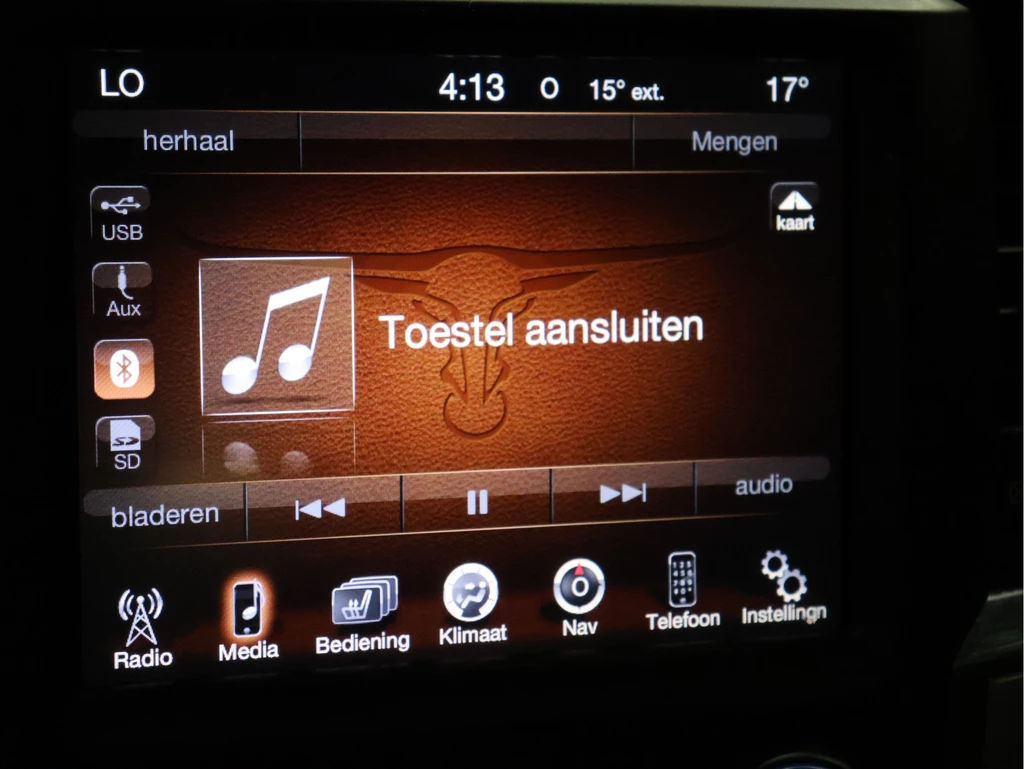 LO 4:13 O 15° ext. 17°
herhaal Mengen
USB
kaart
Aux
Toestel aansluiten
SD
bladeren audio
Radio Media Bediening Klimaat Nav Telefoon Instellingn